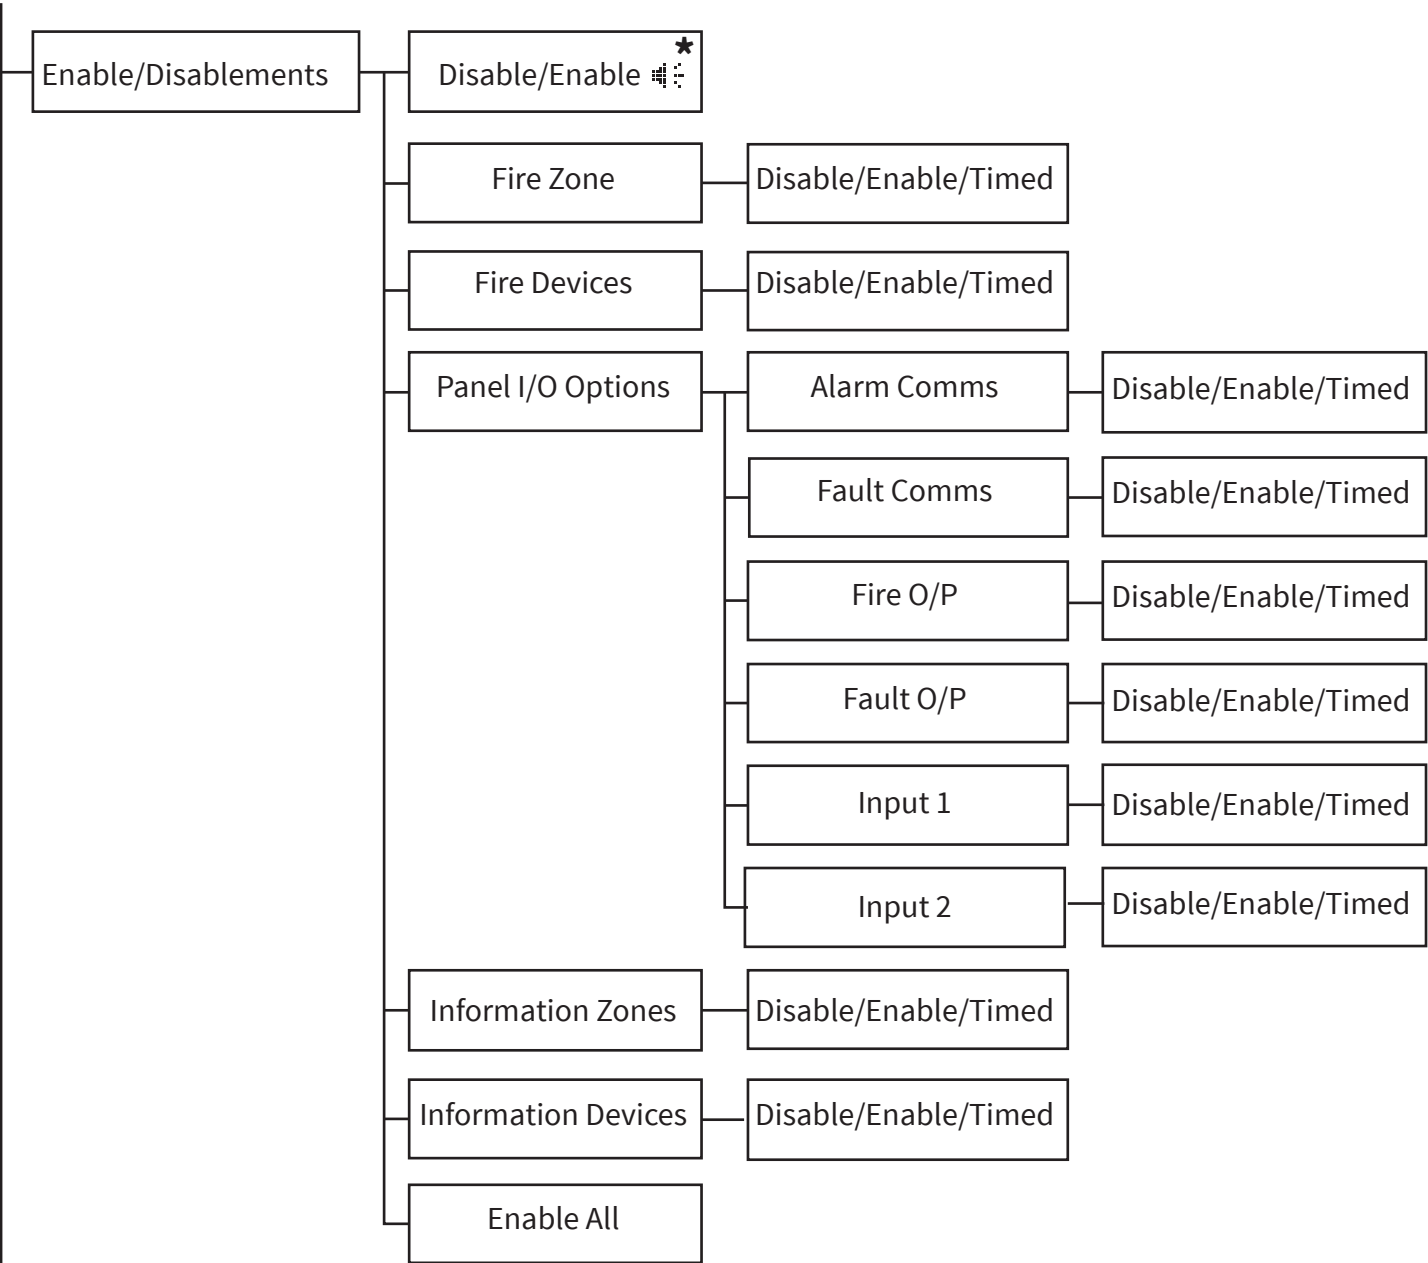 Enable/Disablements
Disable/Enable *
Fire Zone
Disable/Enable/Timed
Fire Devices
Disable/Enable/Timed
Panel I/O Options
Alarm Comms
Disable/Enable/Timed
Fault Comms
Disable/Enable/Timed
Fire O/P
Disable/Enable/Timed
Fault O/P
Disable/Enable/Timed
Input 1
Disable/Enable/Timed
Input 2
Disable/Enable/Timed
Information Zones
Disable/Enable/Timed
Information Devices
Disable/Enable/Timed
Enable All